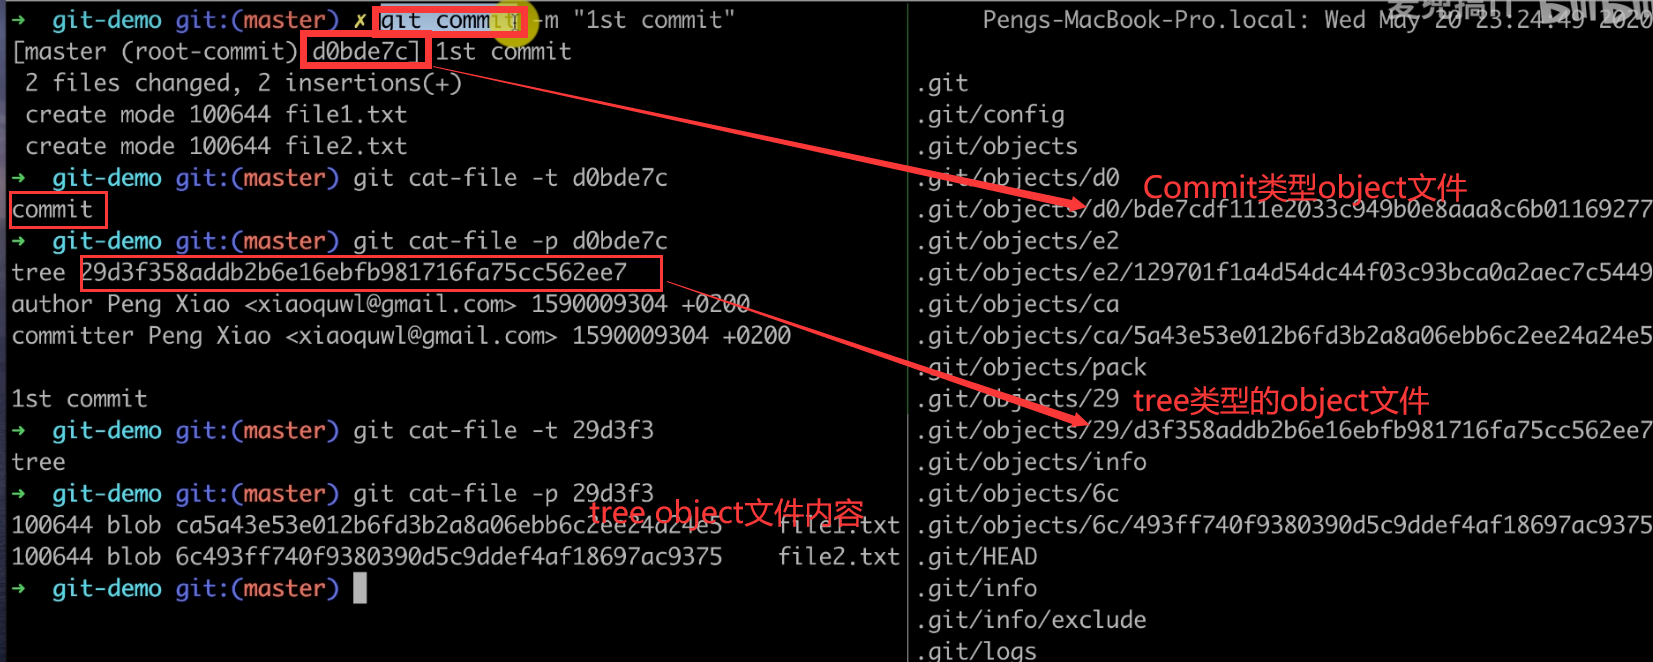 ➜  git-demo git:(master) ✗ git commit -m "1st commit"
[master (root-commit) d0bde7c] 1st commit
 2 files changed, 2 insertions(+)
 create mode 100644 file1.txt
 create mode 100644 file2.txt
➜  git-demo git:(master) git cat-file -t d0bde7c
commit
➜  git-demo git:(master) git cat-file -p d0bde7c
tree 29d3f358addb2b6e16ebfb981716fa75cc562ee7
author Peng Xiao <xiaoquwl@gmail.com> 1590009304 +0200
committer Peng Xiao <xiaoquwl@gmail.com> 1590009304 +0200
1st commit
➜  git-demo git:(master) git cat-file -t 29d3f3
tree
➜  git-demo git:(master) git cat-file -p 29d3f3
tree object文件内容
100644 blob ca5a43e53e012b6fd3b2a8a06ebb6c2ee24a24e5    file1.txt
100644 blob 6c493ff740f9380390d5c9ddef4af18697ac9375    file2.txt
➜  git-demo git:(master)
Pengs-MacBook-Pro.local: Wed May 20 23:24:49 2020
.git
.git/config
.git/objects
.git/objects/d0
Commit类型object文件
.git/objects/d0/bde7cdf111e2033c949b0e8aaa8c6b01169277
.git/objects/e2
.git/objects/e2/129701f1a4d54dc44f03c93bca0a2aec7c5449
.git/objects/ca
.git/objects/ca/5a43e53e012b6fd3b2a8a06ebb6c2ee24a24e5
.git/objects/pack
.git/objects/29
tree类型的object文件
.git/objects/29/d3f358addb2b6e16ebfb981716fa75cc562ee7
.git/objects/info
.git/objects/6c
.git/objects/6c/493ff740f9380390d5c9ddef4af18697ac9375
.git/HEAD
.git/info
.git/info/exclude
.git/logs